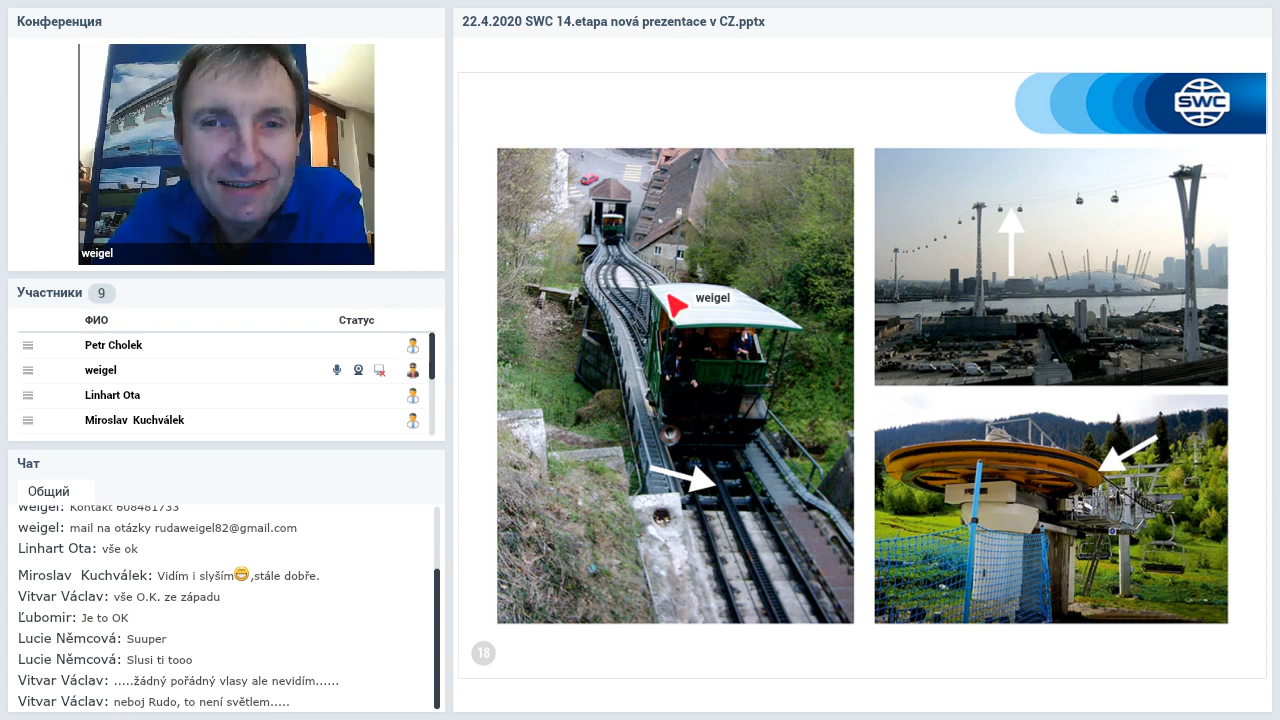 Конференция
weigel
Участники 9
ФИО Статус
Petr Cholek
weigel
Linhart Ota
Miroslav Kuchválek
Чат
Общий
weigel: Kontakt 608481733
weigel: mail na otázky rudaweigel82@gmail.com
Linhart Ota: vše ok
Miroslav Kuchválek: Vidím i slyším😁,stále dobře.
Vitvar Václav: vše O.K. ze západu
Ľubomir: Je to OK
Lucie Němcová: Suuper
Lucie Němcová: Slusi ti tooo
Vitvar Václav: .....žádný pořádný vlasy ale nevidím......
Vitvar Václav: neboj Rudo, to není světlem.....
22.4.2020 SWC 14.etapa nová prezentace v CZ.pptx
SWC
weigel
18